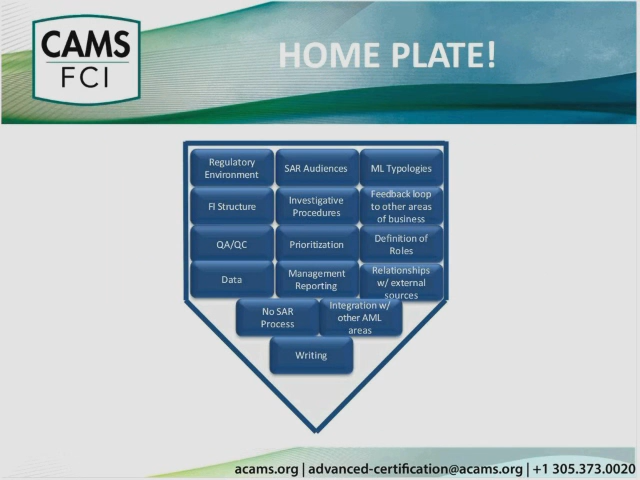 CAMS
FCI
HOME PLATE!
Regulatory
Environment
SAR Audiences
ML Typologies
FI Structure
Investigative
Procedures
Feedback loop
to other areas
of business
QA/QC
Prioritization
Definition of
Roles
Data
Management
Reporting
Relationships
w/ external
sources
No SAR
Process
Integration w/
other AML
areas
Writing
acams.org | advanced-certification@acams.org | +1 305.373.0020